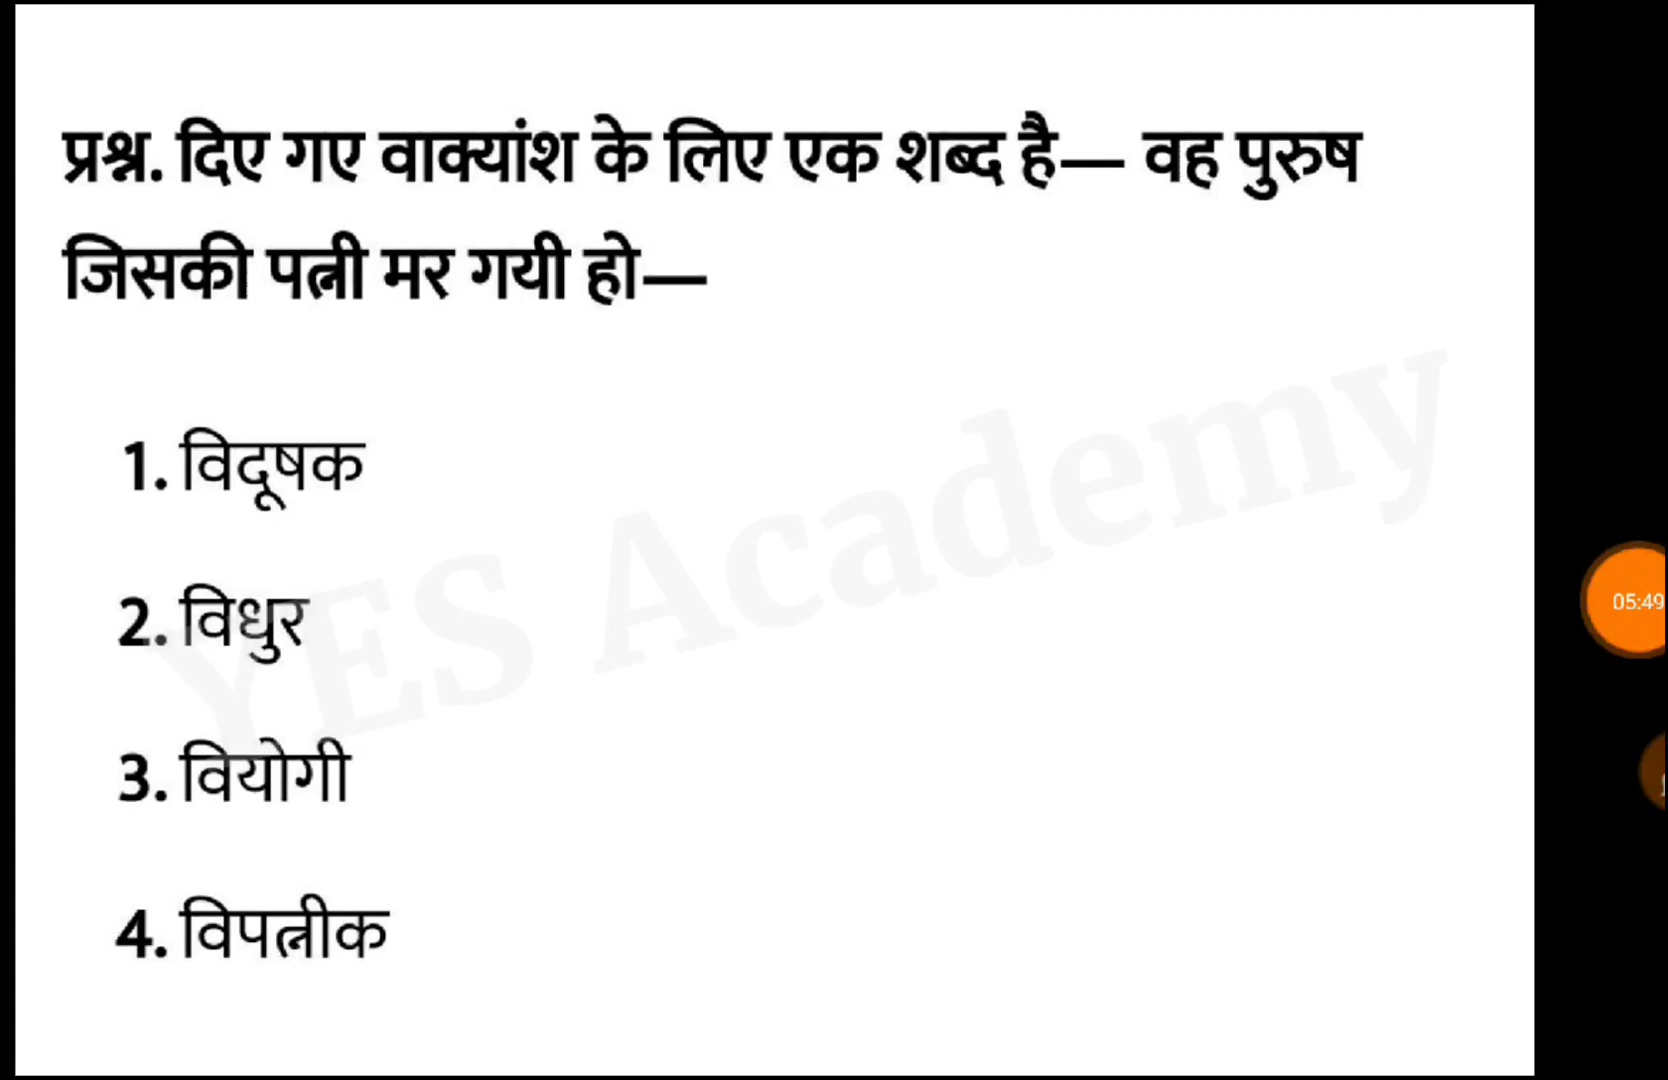 प्रश्न. दिए गए वाक्यांश के लिए एक शब्द है— वह पुरुष
जिसकी पत्नी मर गयी हो—
1. विदूषक
2. विधुर
3. वियोगी
4. विपत्नीक
YES Academy
05:49